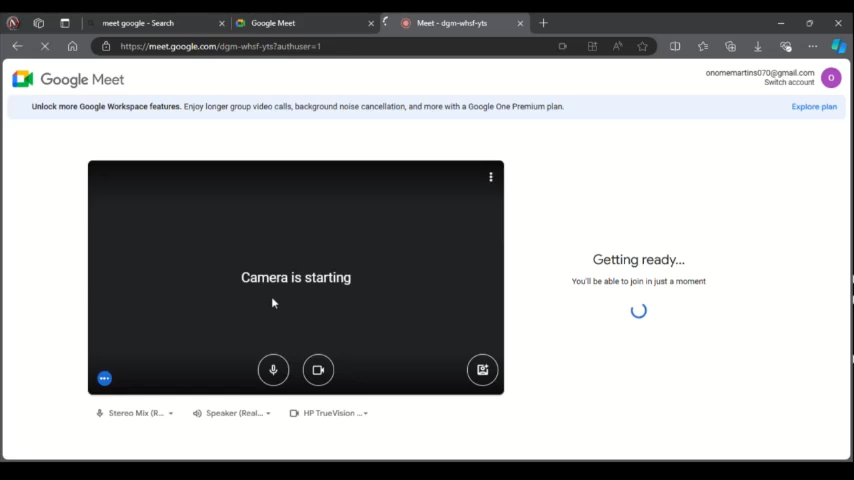 meet google - Search
Google Meet
Meet - dgm-whsf-yts
https://meet.google.com/dgm-whsf-yts?authuser=1
Google Meet
onomemartins070@gmail.com
Switch account
O
Unlock more Google Workspace features. Enjoy longer group video calls, background noise cancellation, and more with a Google One Premium plan.
Explore plan
Camera is starting
Getting ready...
You'll be able to join in just a moment
Stereo Mix (R...
Speaker (Real...
HP TrueVision ...